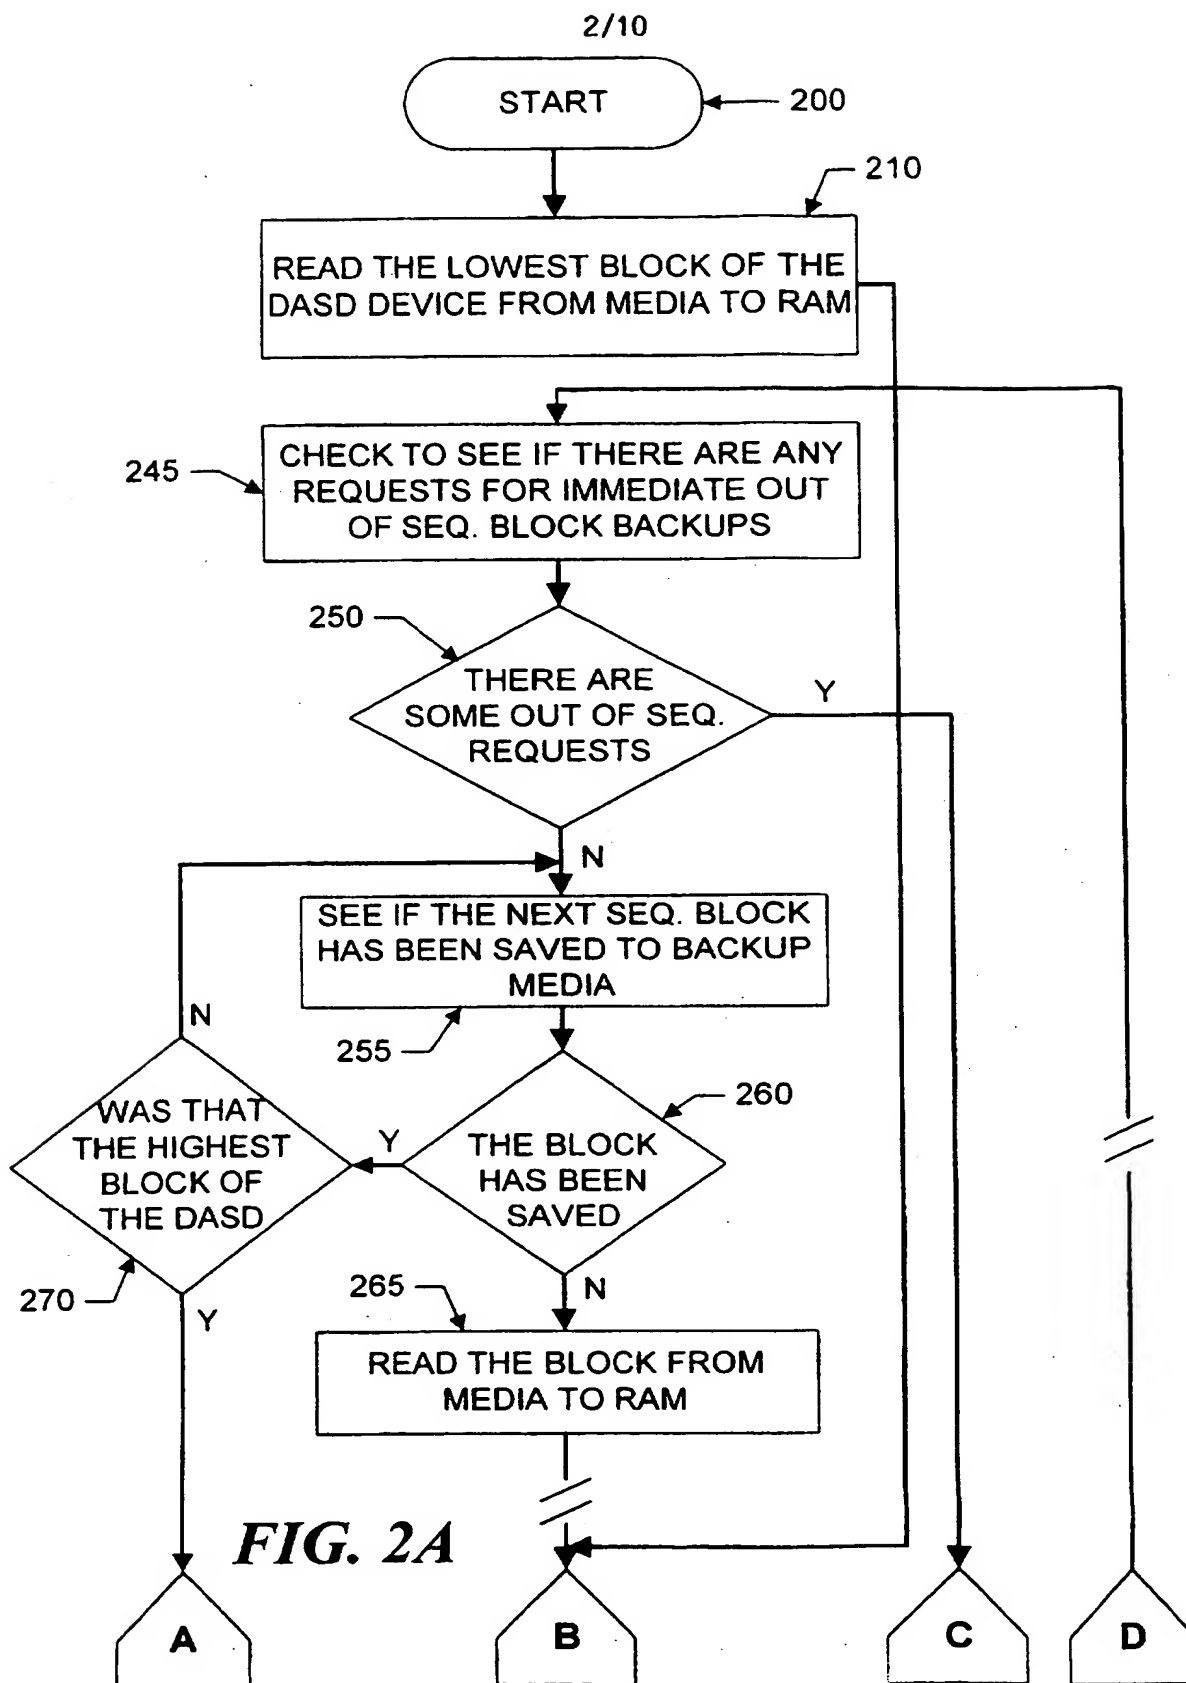 2/10
START
200
210
READ THE LOWEST BLOCK OF THE
DASD DEVICE FROM MEDIA TO RAM
245
CHECK TO SEE IF THERE ARE ANY
REQUESTS FOR IMMEDIATE OUT
OF SEQ. BLOCK BACKUPS
250
THERE ARE
SOME OUT OF SEQ.
REQUESTS
Y
N
SEE IF THE NEXT SEQ. BLOCK
HAS BEEN SAVED TO BACKUP
MEDIA
255
N
WAS THAT
THE HIGHEST
BLOCK OF
THE DASD
270
Y
Y
260
THE BLOCK
HAS BEEN
SAVED
N
265
READ THE BLOCK FROM
MEDIA TO RAM
FIG. 2A
A
B
C
D